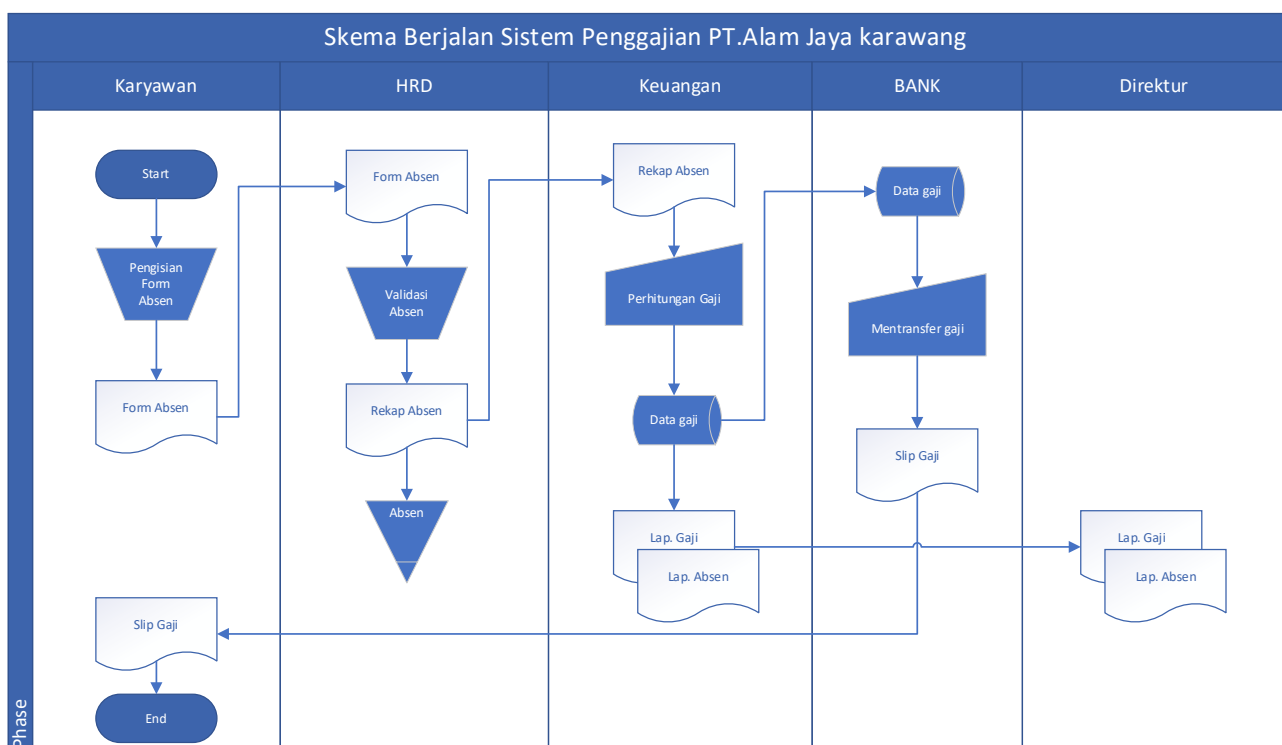 Skema Berjalan Sistem Penggajian PT.Alam Jaya karawang
Karyawan
HRD
Keuangan
BANK
Direktur
Phase
Start
Pengisian
Form
Absen
Form Absen
Slip Gaji
End
Form Absen
Validasi
Absen
Rekap Absen
Absen
Rekap Absen
Perhitungan Gaji
Data gaji
Lap. Gaji
Lap. Absen
Data gaji
Mentransfer gaji
Slip Gaji
Lap. Gaji
Lap. Absen